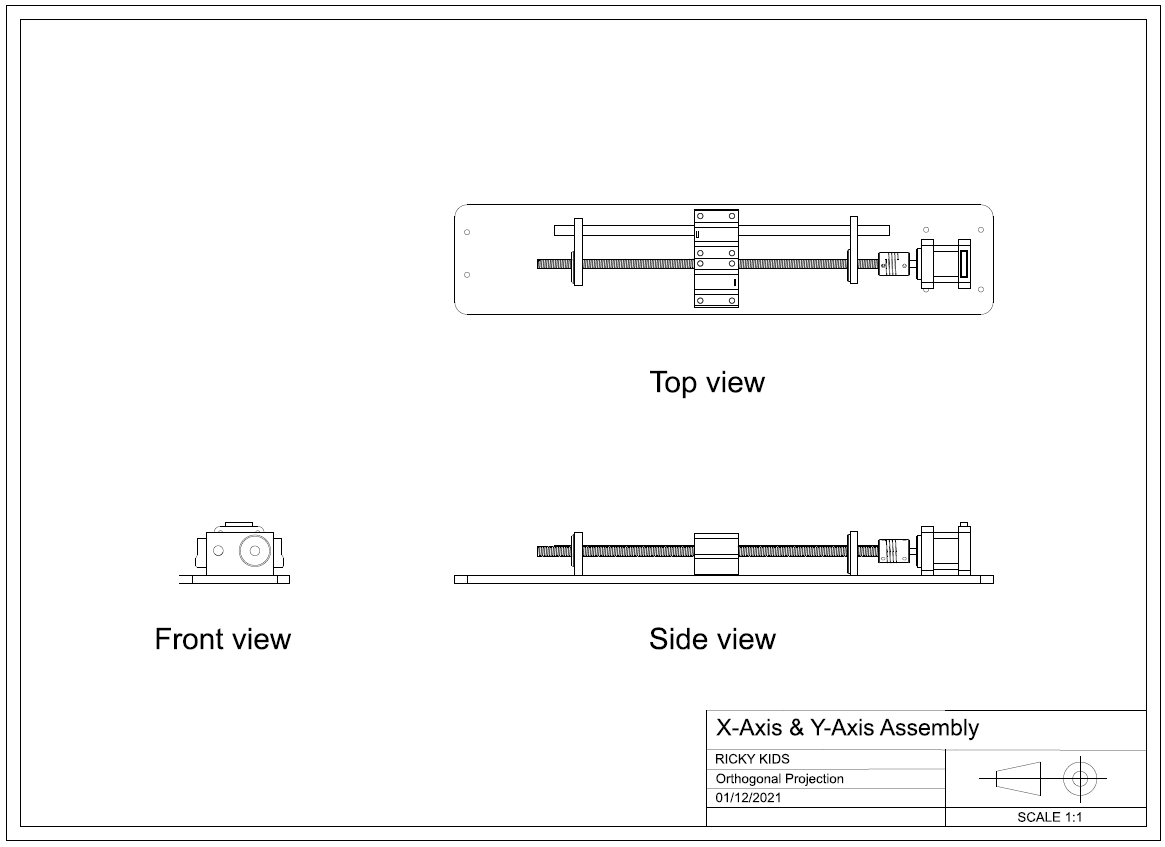 Top view
Front view
Side view
X-Axis & Y-Axis Assembly
RICKY KIDS
Orthogonal Projection
01/12/2021
SCALE 1:1